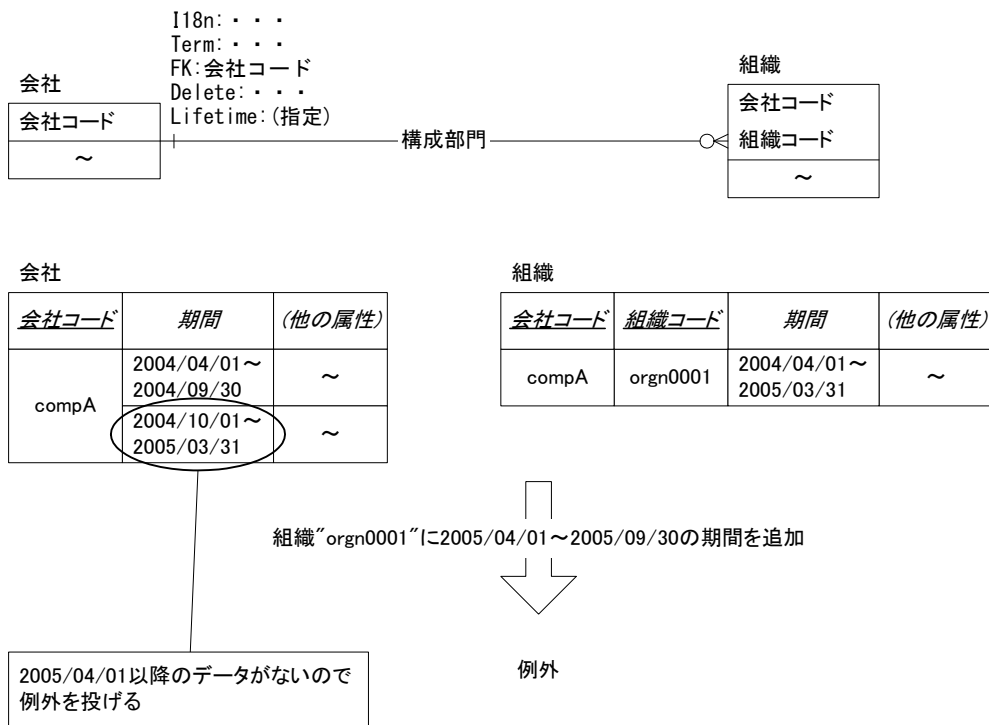 I18n:・・・
Term:・・・
FK:会社コード
Delete:・・・
Lifetime:(指定)
会社
会社コード
～
構成部門
組織
会社コード
組織コード
～
会社
会社コード 期間 (他の属性)
compA
2004/04/01～
2004/09/30
～
2004/10/01～
2005/03/31
～
組織
会社コード 組織コード 期間 (他の属性)
compA orgn0001
2004/04/01～
2005/03/31
～
組織"orgn0001"に2005/04/01～2005/09/30の期間を追加
例外
2005/04/01以降のデータがないので
例外を投げる